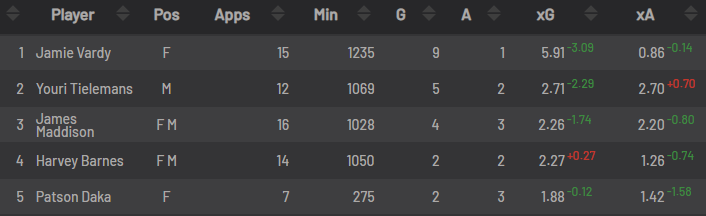 Player Pos Apps Min G A xG xA
1 Jamie Vardy F 15 1235 9 1 5.91 -3.09 0.86 -0.14
2 Youri Tielemans M 12 1069 5 2 2.71 -2.29 2.70 +0.70
3 James Maddison F M 16 1028 4 3 2.26 -1.74 2.20 -0.80
4 Harvey Barnes F M 14 1050 2 2 2.27 +0.27 1.26 -0.74
5 Patson Daka F 7 275 2 3 1.88 -0.12 1.42 -1.58